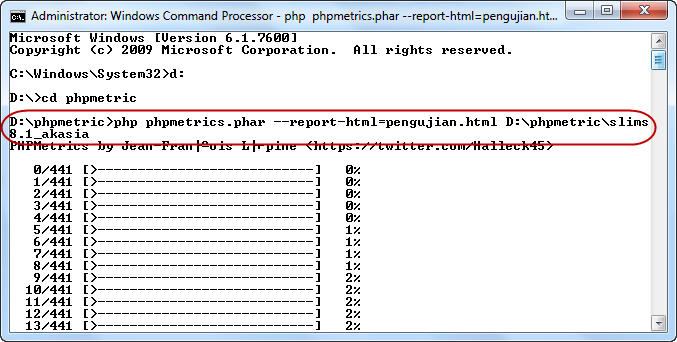 Administrator: Windows Command Processor - php phpmetrics.phar --report-html=pengujian.ht...
Microsoft Windows [Version 6.1.7600]
Copyright (c) 2009 Microsoft Corporation.  All rights reserved.
C:\Windows\System32>d:
D:\>cd phpmetric
D:\phpmetric>php phpmetrics.phar --report-html=pengujian.html D:\phpmetric\slims
8.1_akasia
PHPMetrics by Jean-Fran|ºois L|®pine <https://twitter.com/Halleck45>
0/441 [>---------------------------]   0%
1/441 [>---------------------------]   0%
2/441 [>---------------------------]   0%
3/441 [>---------------------------]   0%
4/441 [>---------------------------]   0%
5/441 [>---------------------------]   1%
6/441 [>---------------------------]   1%
7/441 [>---------------------------]   1%
8/441 [>---------------------------]   1%
9/441 [>---------------------------]   2%
10/441 [>---------------------------]   2%
11/441 [>---------------------------]   2%
12/441 [>---------------------------]   2%
13/441 [>---------------------------]   2%